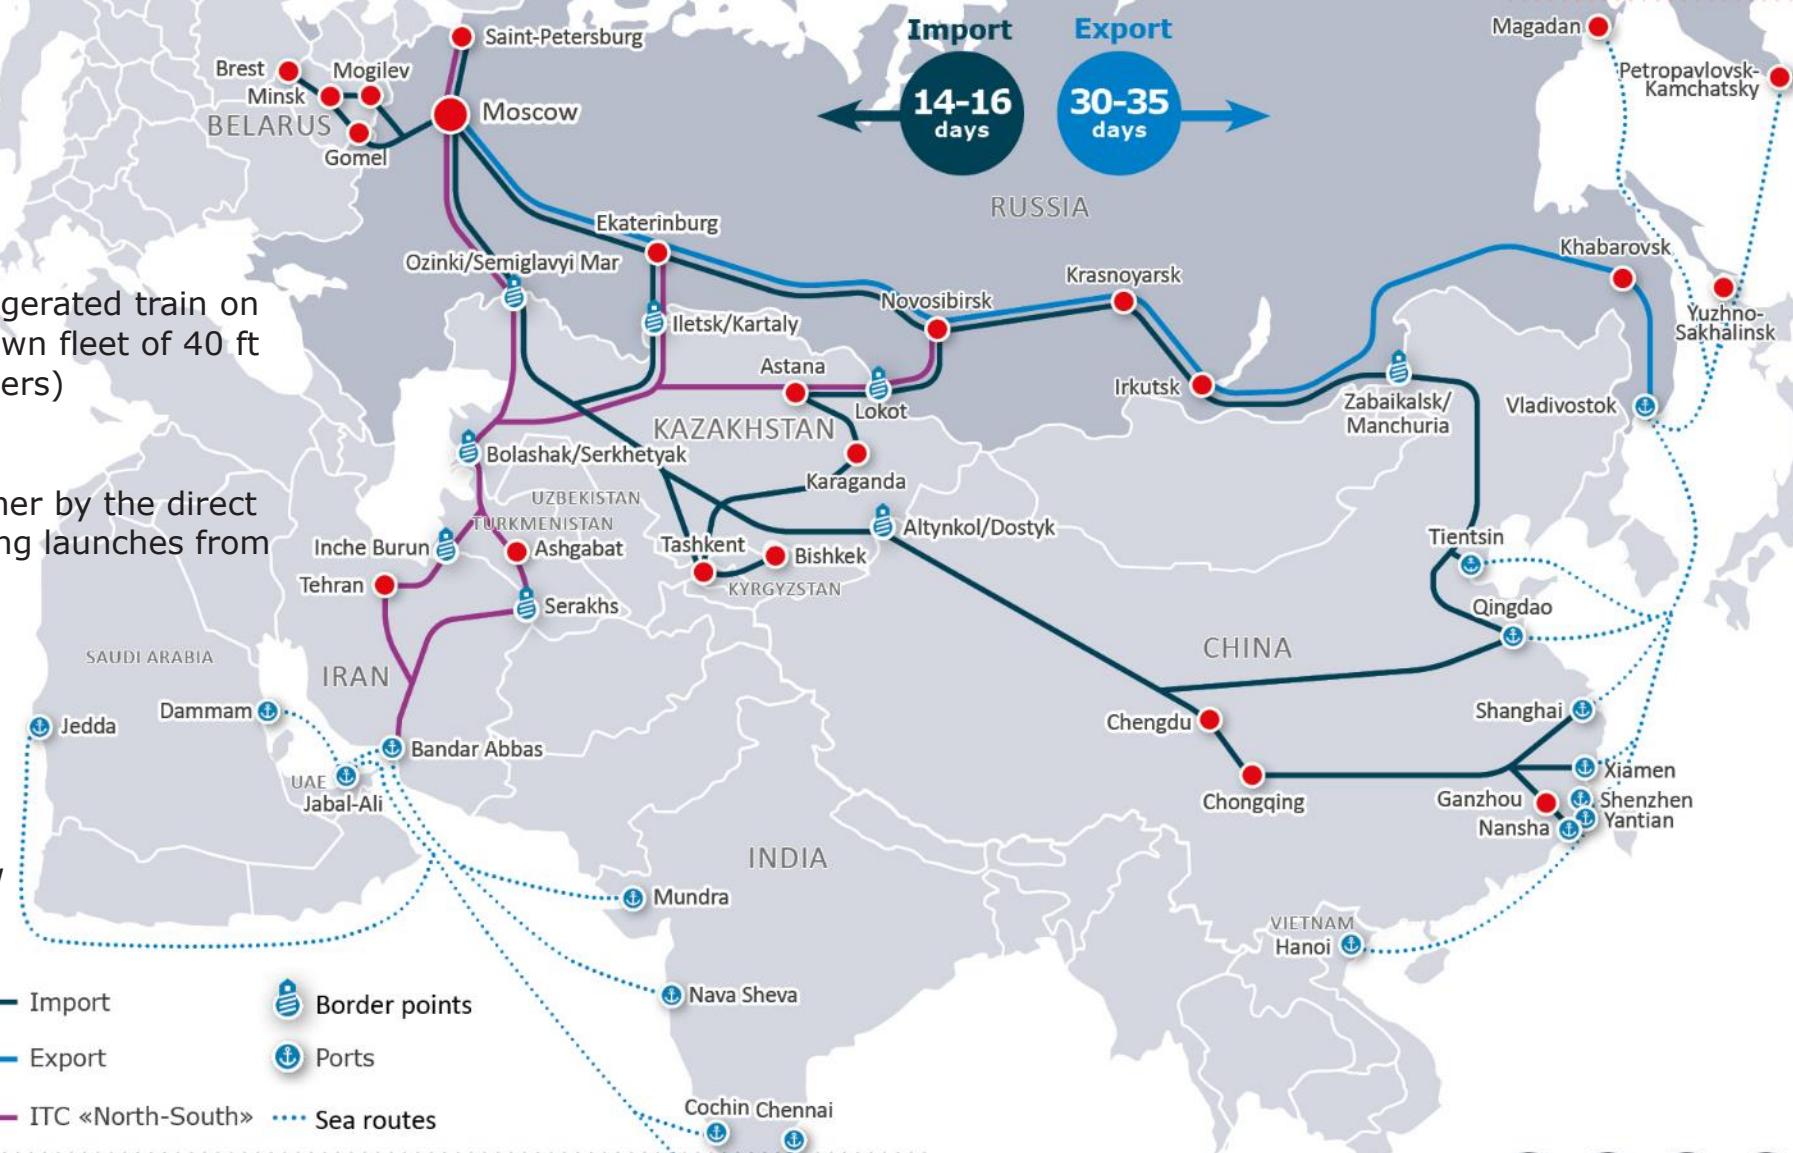 Import
Export
14-16
days
30-35
days
Magadan
Petropavlovsk-
Kamchatsky
Saint-Petersburg
Brest
Mogilev
Minsk
BELARUS
Moscow
Gomel
RUSSIA
Ekaterinburg
Khabarovsk
Ozinki/Semiglavyi Mar
Krasnoyarsk
Novosibirsk
gerated train on
wn fleet of 40 ft
ers)
Iletsk/Kartaly
Yuzhno-
Sakhalinsk
Astana
Irkutsk
Lokot
Zabaikalsk/
Manchuria
Vladivostok
KAZAKHSTAN
Bolashak/Serkhetyak
Karaganda
UZBEKISTAN
TURKMENISTAN
ner by the direct
ng launches from
Altynkol/Dostyk
Tientsin
Inche Burun
Ashgabat
Tashkent
Bishkek
Tehran
KYRGYZSTAN
Serakhs
Qingdao
SAUDI ARABIA
IRAN
CHINA
Dammam
Jedda
Bandar Abbas
Chengdu
Shanghai
UAE
Jabal-Ali
Xiamen
Chongqing
Ganzhou
Shenzhen
Nansha
Yantian
INDIA
Mundra
VIETNAM
Hanoi
Nava Sheva
Import
Border points
Export
Ports
ITC «North-South»
Sea routes
Cochin
Chennai